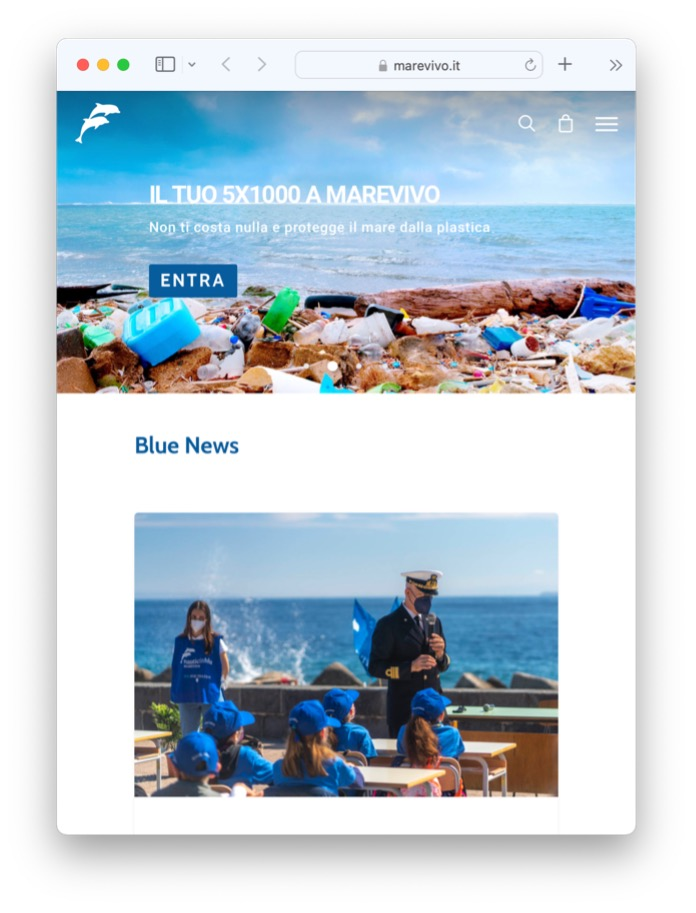 marevivo.it
IL TUO 5X1000 A MAREVIVO
Non ti costa nulla e protegge il mare dalla plastica
ENTRA
Blue News